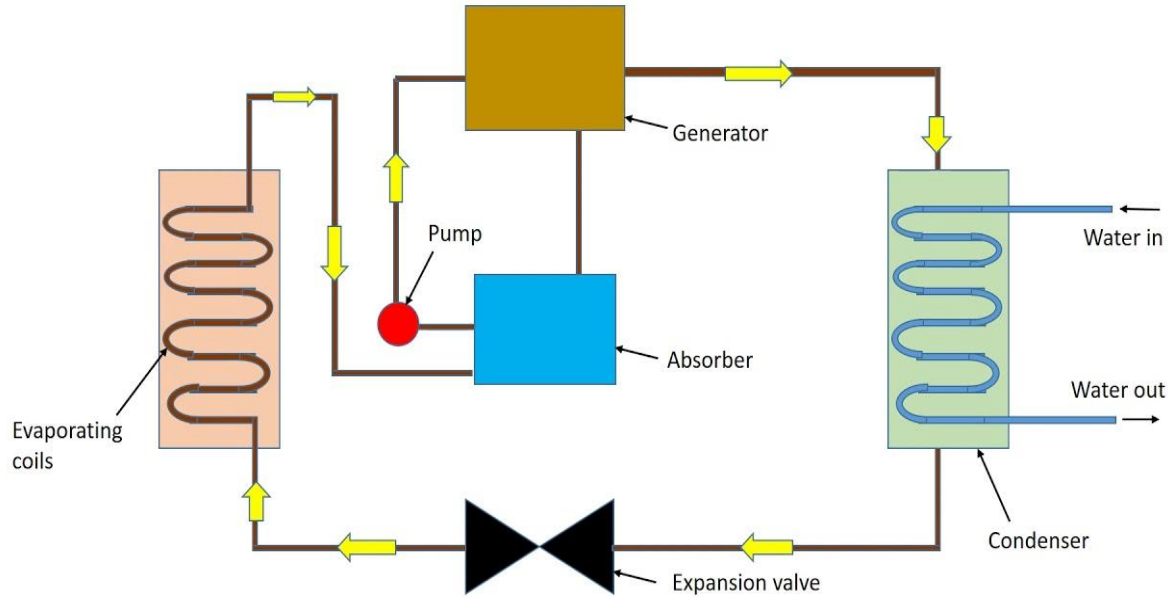 Generator
Pump
Water in
Absorber
Water out
Evaporating
coils
Condenser
Expansion valve